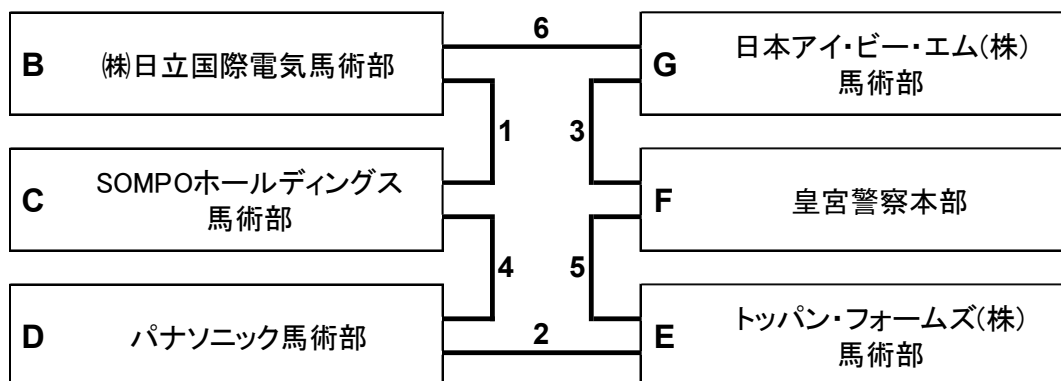 B ㈱日立国際電気馬術部
6
G 日本アイ・ビー・エム(株)
馬術部
1
3
C SOMPOホールディングス
馬術部
F 皇宮警察本部
4
5
D パナソニック馬術部
2
E トッパン・フォームズ(株)
馬術部